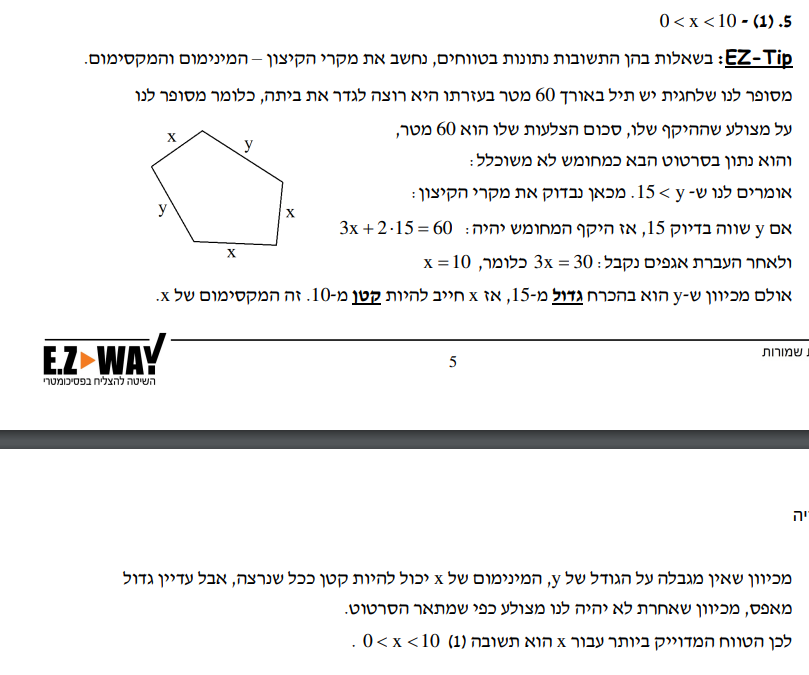 5. (1) - 0 < x < 10
EZ-Tip: בשאלות בהן התשובות נתונות בטווחים, נחשב את מקרי הקיצון – המינימום והמקסימום.
מסופר לנו שלחגית יש תיל באורך 60 מטר בעזרתו היא רוצה לגדר את ביתה, כלומר מסופר לנו
על מצולע שההיקף שלו, סכום הצלעות שלו הוא 60 מטר,
והוא נתון בסרטוט הבא כמחומש לא משוכלל:
אומרים לנו ש- 15 < y. מכאן נבדוק את מקרי הקיצון:
אם y שווה בדיוק 15, אז היקף המחומש יהיה: 3x + 2·15 = 60
ולאחר העברת אגפים נקבל: 3x = 30 כלומר, x = 10
אולם מכיוון ש-y הוא בהכרח גדול מ-15, אז x חייב להיות קטן מ-10. זה המקסימום של x.
x
y
y
x
x
ת שמורות
5
E.Z WAY
השיטה להצליח בפסיכומטרי
יה
מכיוון שאין מגבלה על הגודל של y, המינימום של x יכול להיות קטן ככל שנרצה, אבל עדיין גדול
מאפס, מכיוון שאחרת לא יהיה לנו מצולע כפי שמתאר הסרטוט.
לכן הטווח המדוייק ביותר עבור x הוא תשובה (1) 0 < x < 10 .